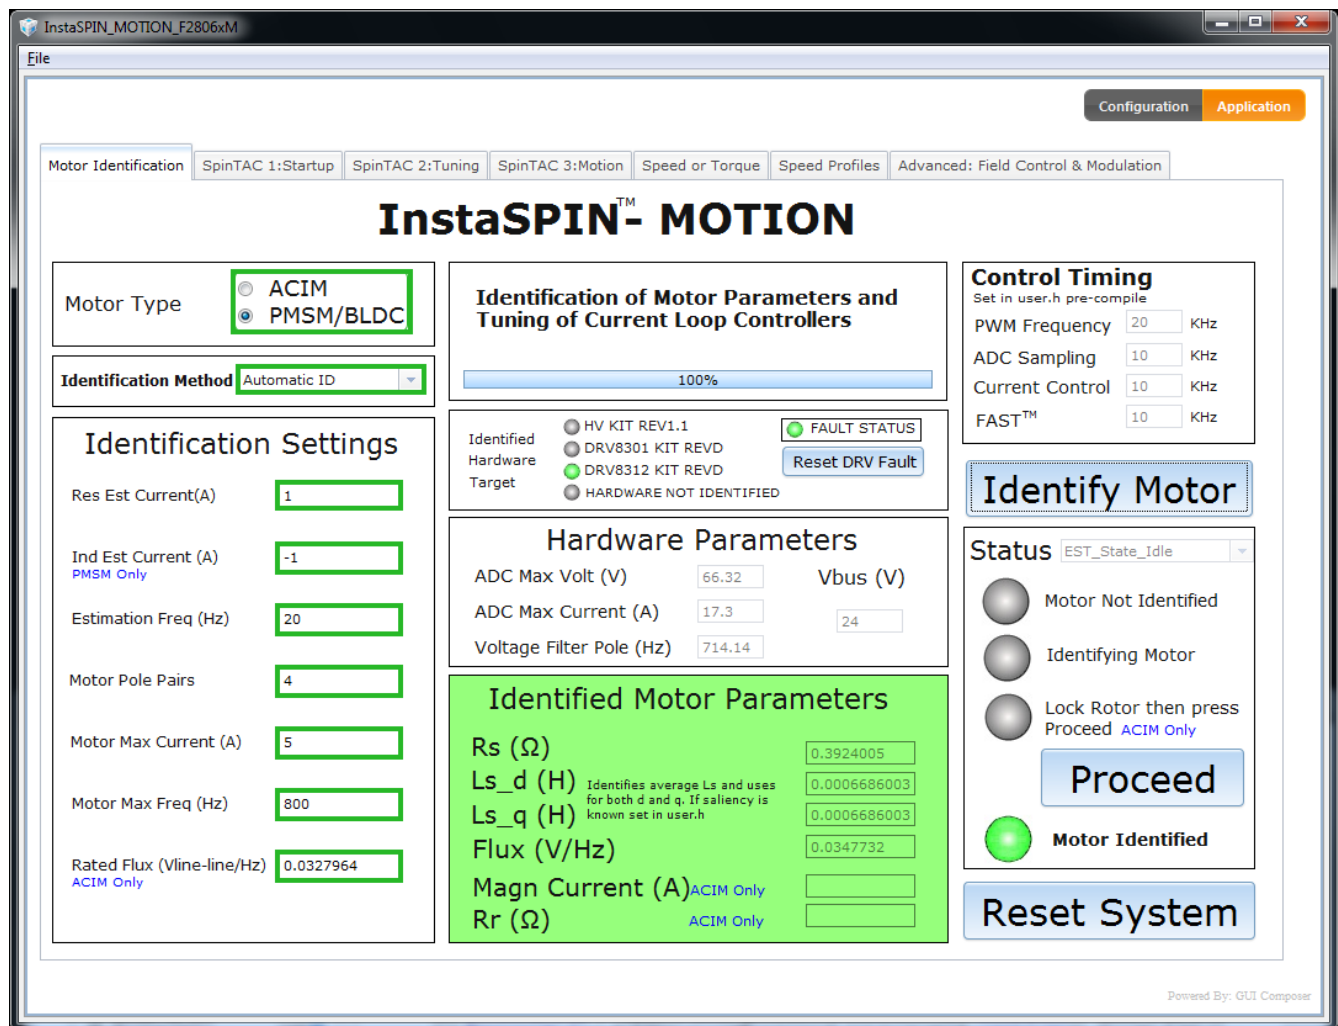 InstaSPIN_MOTION_F2806xM
File
Configuration Application
Motor Identification SpinTAC 1:Startup SpinTAC 2:Tuning SpinTAC 3:Motion Speed or Torque Speed Profiles Advanced: Field Control & Modulation
InstaSPIN™- MOTION
Motor Type
ACIM
PMSM/BLDC
Identification Method Automatic ID
Identification Settings
Res Est Current(A) 1
Ind Est Current (A) -1
PMSM Only
Estimation Freq (Hz) 20
Motor Pole Pairs 4
Motor Max Current (A) 5
Motor Max Freq (Hz) 800
Rated Flux (Vline-line/Hz) 0.0327964
ACIM Only
Identification of Motor Parameters and
Tuning of Current Loop Controllers
100%
Identified
Hardware
Target
HV KIT REV1.1
DRV8301 KIT REVD
DRV8312 KIT REVD
HARDWARE NOT IDENTIFIED
FAULT STATUS
Reset DRV Fault
Hardware Parameters
ADC Max Volt (V) 66.32
ADC Max Current (A) 17.3
Voltage Filter Pole (Hz) 714.14
Vbus (V)
24
Identified Motor Parameters
Rs (Ω) 0.3924005
Ls_d (H) 0.0006686003
Identifies average Ls and uses
for both d and q. If saliency is
known set in user.h
Ls_q (H) 0.0006686003
Flux (V/Hz) 0.0347732
Magn Current (A) ACIM Only
Rr (Ω) ACIM Only
Control Timing
Set in user.h pre-compile
PWM Frequency 20 KHz
ADC Sampling 10 KHz
Current Control 10 KHz
FAST™ 10 KHz
Identify Motor
Status EST_State_Idle
Motor Not Identified
Identifying Motor
Lock Rotor then press
Proceed ACIM Only
Proceed
Motor Identified
Reset System
Powered By: GUI Composer